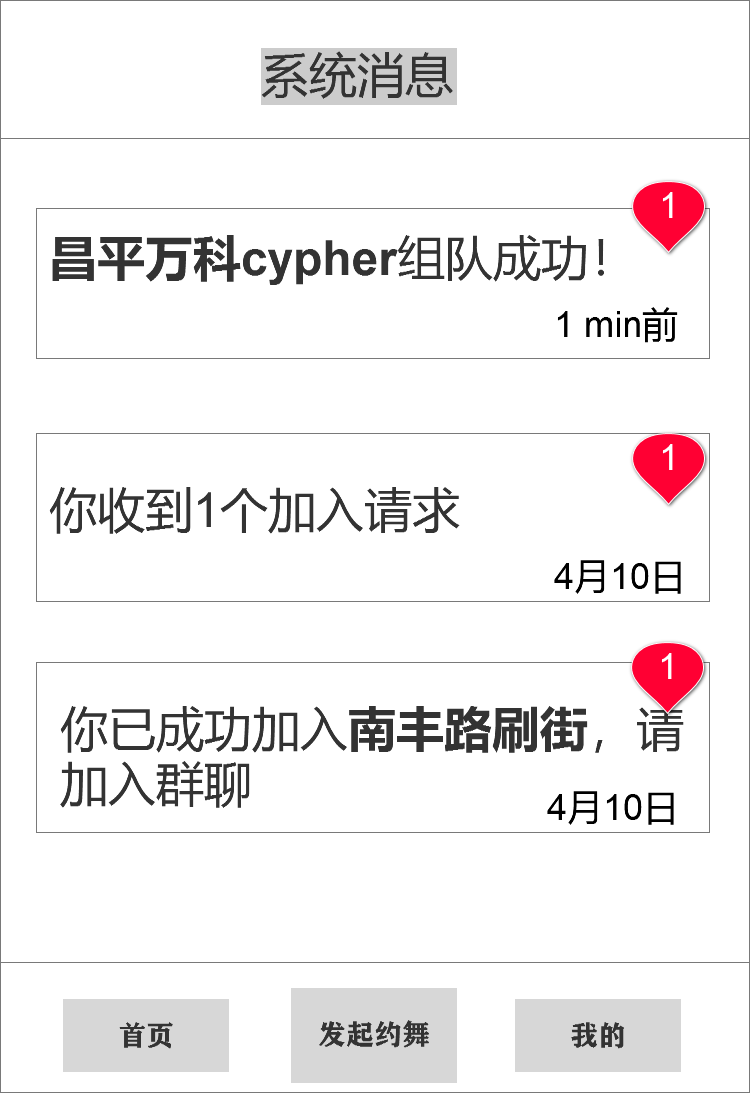 系统消息
1
昌平万科cypher组队成功！
1 min前
1
你收到1个加入请求
4月10日
1
你已成功加入南丰路刷街，请
加入群聊
4月10日
首页
发起约舞
我的